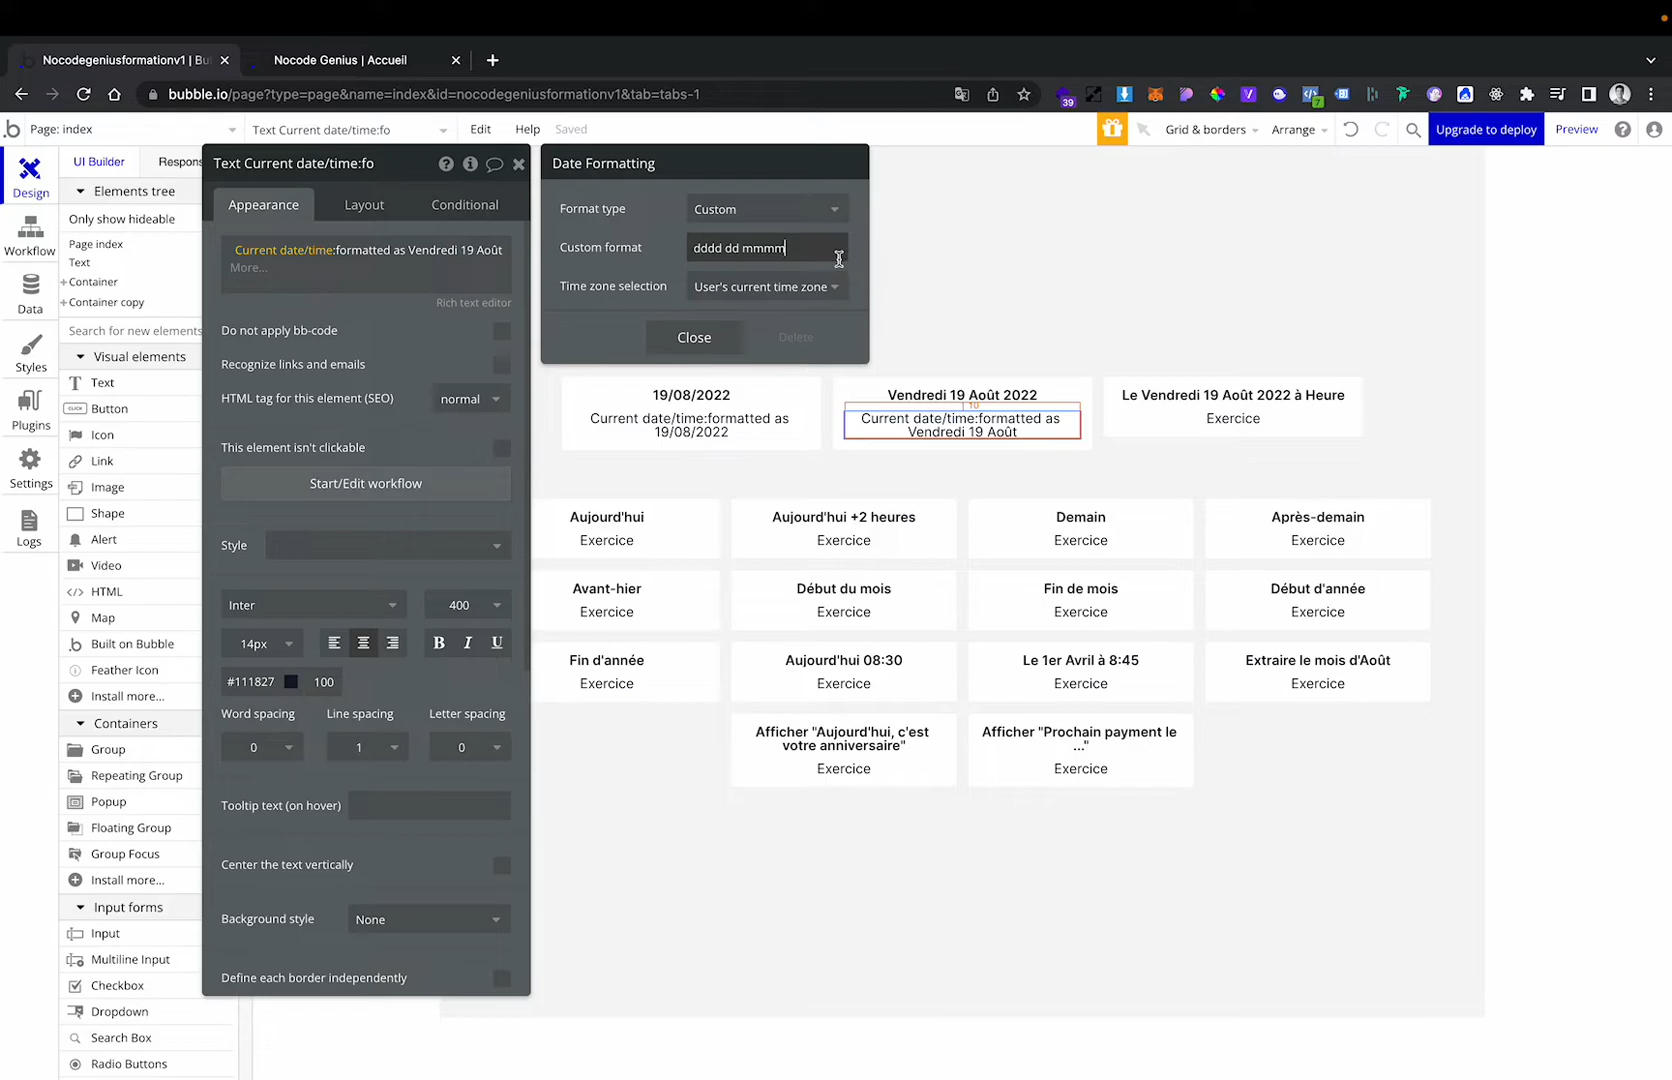 Nocodegeniusformationv1 | Bu
Nocode Genius | Accueil
bubble.io/page?type=page&name=index&id=nocodegeniusformationv1&tab=tabs-1
39
7
Page: index
Text Current date/time:fo
Edit
Help
Saved
Grid & borders
Arrange
Upgrade to deploy
Preview
Design
Workflow
Data
Styles
Plugins
Settings
Logs
UI Builder
Respons
Elements tree
Only show hideable
Page index
Text
Container
Container copy
Search for new elements
Visual elements
Text
CLICK
Button
Icon
Link
Image
Shape
Alert
Video
HTML
Map
Built on Bubble
Feather Icon
Install more...
Containers
Group
Repeating Group
Popup
Floating Group
Group Focus
Install more...
Input forms
Input
Multiline Input
Checkbox
Dropdown
Search Box
Radio Buttons
Text Current date/time:fo
Appearance
Layout
Conditional
Current date/time:formatted as Vendredi 19 Août
More...
Rich text editor
Do not apply bb-code
Recognize links and emails
HTML tag for this element (SEO)
normal
This element isn't clickable
Start/Edit workflow
Style
Inter
400
14px
B I U
#111827
100
Word spacing
Line spacing
Letter spacing
0
1
0
Tooltip text (on hover)
Center the text vertically
Background style
None
Define each border independently
Date Formatting
Format type
Custom
Custom format
dddd dd mmmm
Time zone selection
User's current time zone
Close
Delete
19/08/2022
Current date/time:formatted as
19/08/2022
Vendredi 19 Août 2022
10
Current date/time:formatted as
Vendredi 19 Août
Le Vendredi 19 Août 2022 à Heure
Exercice
Aujourd'hui
Exercice
Aujourd'hui +2 heures
Exercice
Demain
Exercice
Après-demain
Exercice
Avant-hier
Exercice
Début du mois
Exercice
Fin de mois
Exercice
Début d'année
Exercice
Fin d'année
Exercice
Aujourd'hui 08:30
Exercice
Le 1er Avril à 8:45
Exercice
Extraire le mois d'Août
Exercice
Afficher "Aujourd'hui, c'est
votre anniversaire"
Exercice
Afficher "Prochain payment le
..."
Exercice